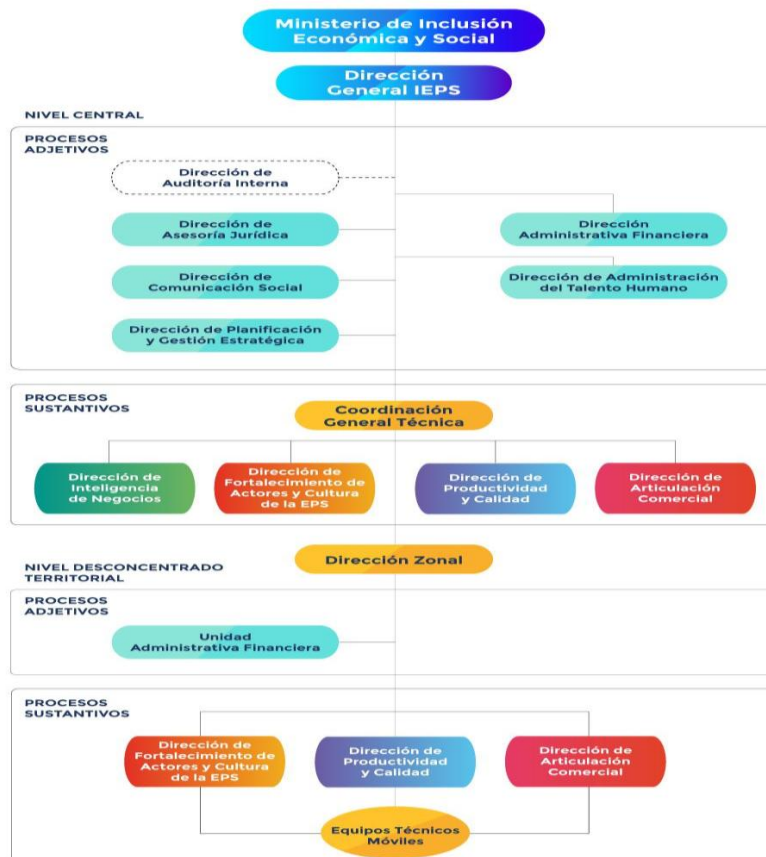 Ministerio de Inclusión
Económica y Social
Dirección
General IEPS
NIVEL CENTRAL
PROCESOS
ADJETIVOS
Dirección de
Auditoría Interna
Dirección de
Asesoría Jurídica
Dirección
Administrativa Financiera
Dirección de
Comunicación Social
Dirección de Administración
del Talento Humano
Dirección de Planificación
y Gestión Estratégica
PROCESOS
SUSTANTIVOS
Coordinación
General Técnica
Dirección de
Inteligencia
de Negocios
Dirección de
Fortalecimiento de
Actores y Cultura
de la EPS
Dirección de
Productividad
y Calidad
Dirección de
Articulación
Comercial
Dirección Zonal
NIVEL DESCONCENTRADO
TERRITORIAL
PROCESOS
ADJETIVOS
Unidad
Administrativa Financiera
PROCESOS
SUSTANTIVOS
Dirección de
Fortalecimiento de
Actores y Cultura
de la EPS
Dirección de
Productividad
y Calidad
Dirección de
Articulación
Comercial
Equipos Técnicos
Móviles